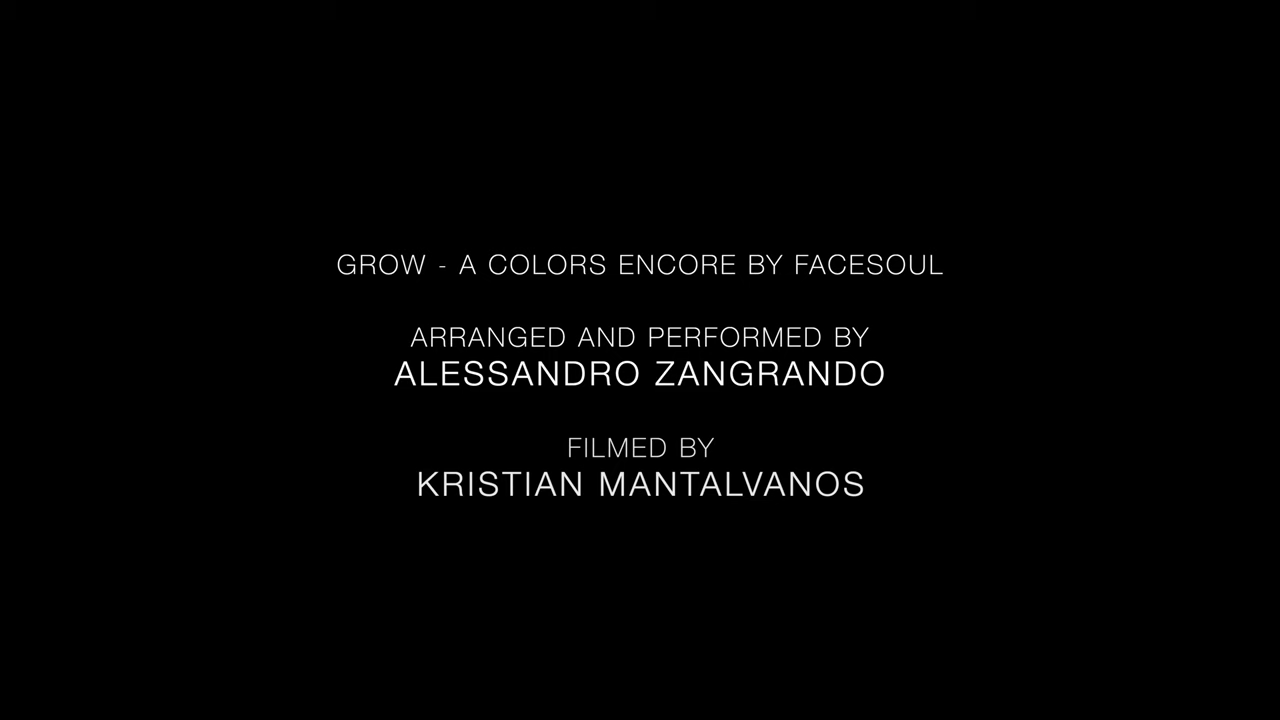 GROW - A COLORS ENCORE BY FACESOUL
ARRANGED AND PERFORMED BY
ALESSANDRO ZANGRANDO
FILMED BY
KRISTIAN MANTALVANOS